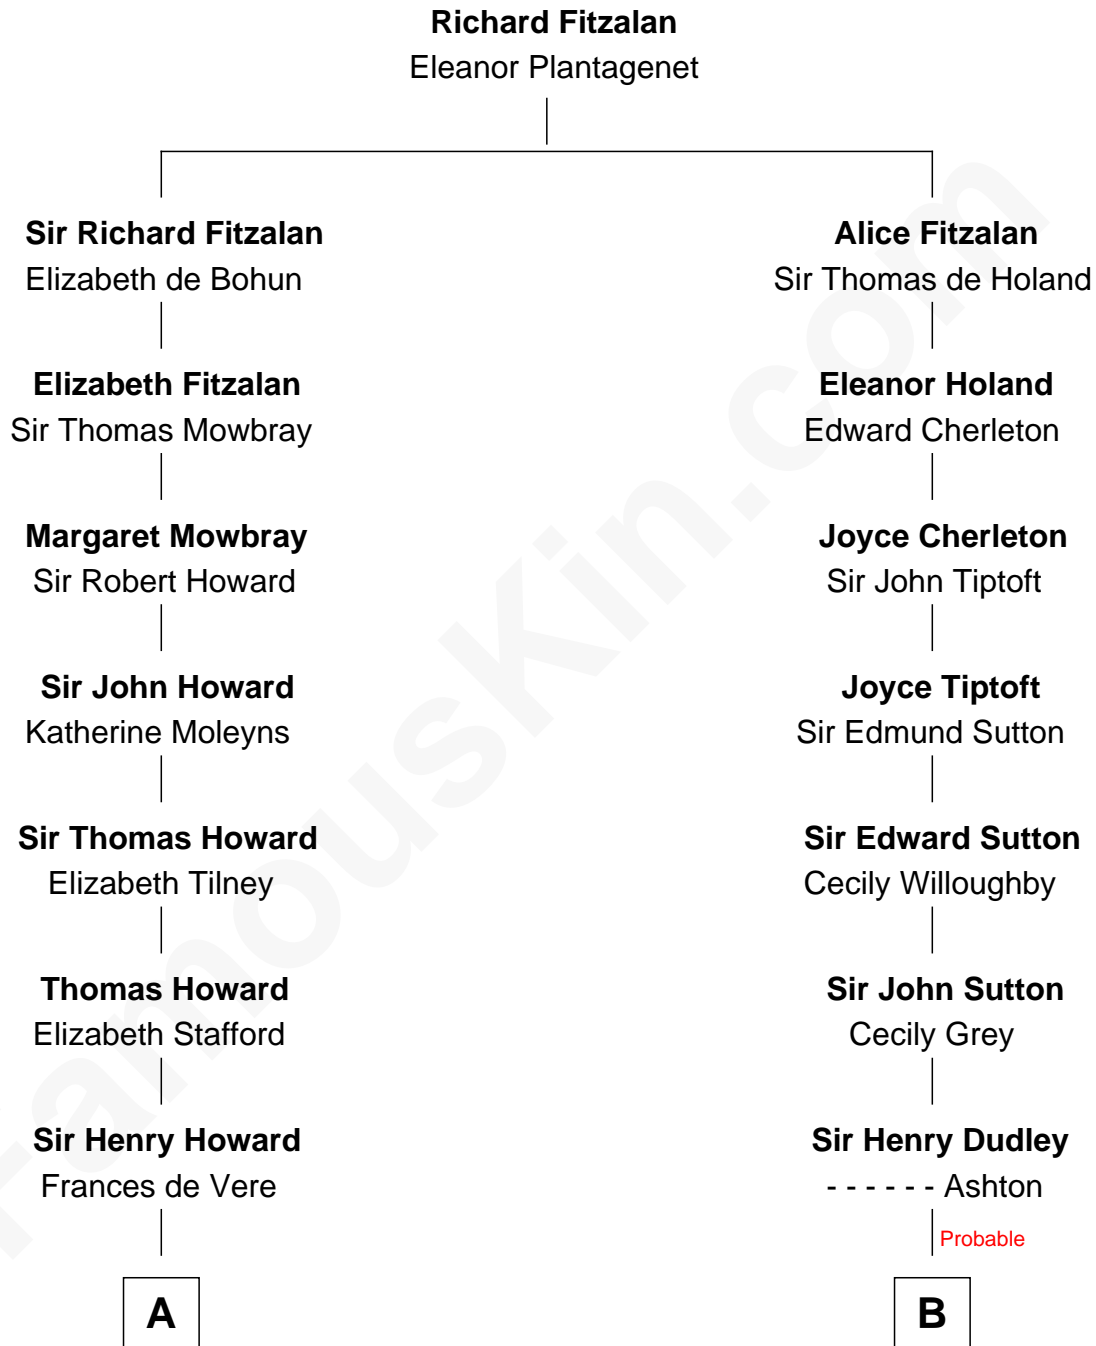 Richard Fitzalan
Eleanor Plantagenet
Sir Richard Fitzalan
Elizabeth de Bohun
Alice Fitzalan
Sir Thomas de Holand
Elizabeth Fitzalan
Sir Thomas Mowbray
Eleanor Holand
Edward Cherleton
Margaret Mowbray
Sir Robert Howard
Joyce Cherleton
Sir John Tiptoft
Sir John Howard
Katherine Moleyns
Joyce Tiptoft
Sir Edmund Sutton
Sir Thomas Howard
Elizabeth Tilney
Sir Edward Sutton
Cecily Willoughby
Thomas Howard
Elizabeth Stafford
Sir John Sutton
Cecily Grey
Sir Henry Howard
Frances de Vere
Sir Henry Dudley
- - - - - - Ashton
Probable
A
B
FamousKin.com